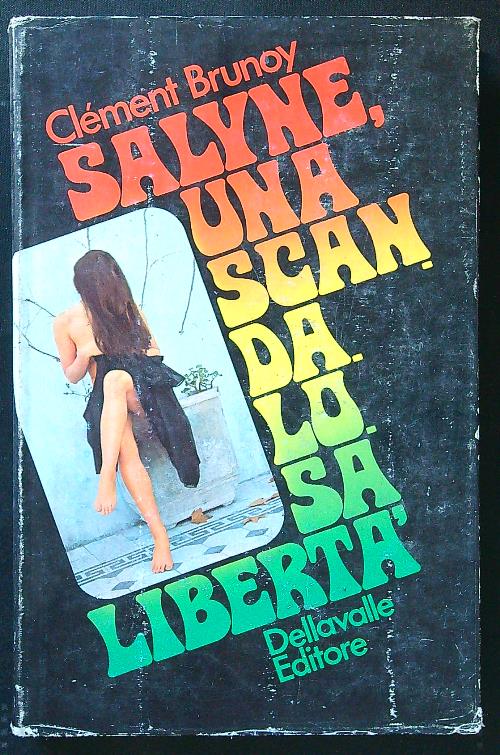 Clément Brunoy
SALYNE,
UNA
SCAN.
DA.
LO.
SA
LIBERTA'
Dellavalle
Editore